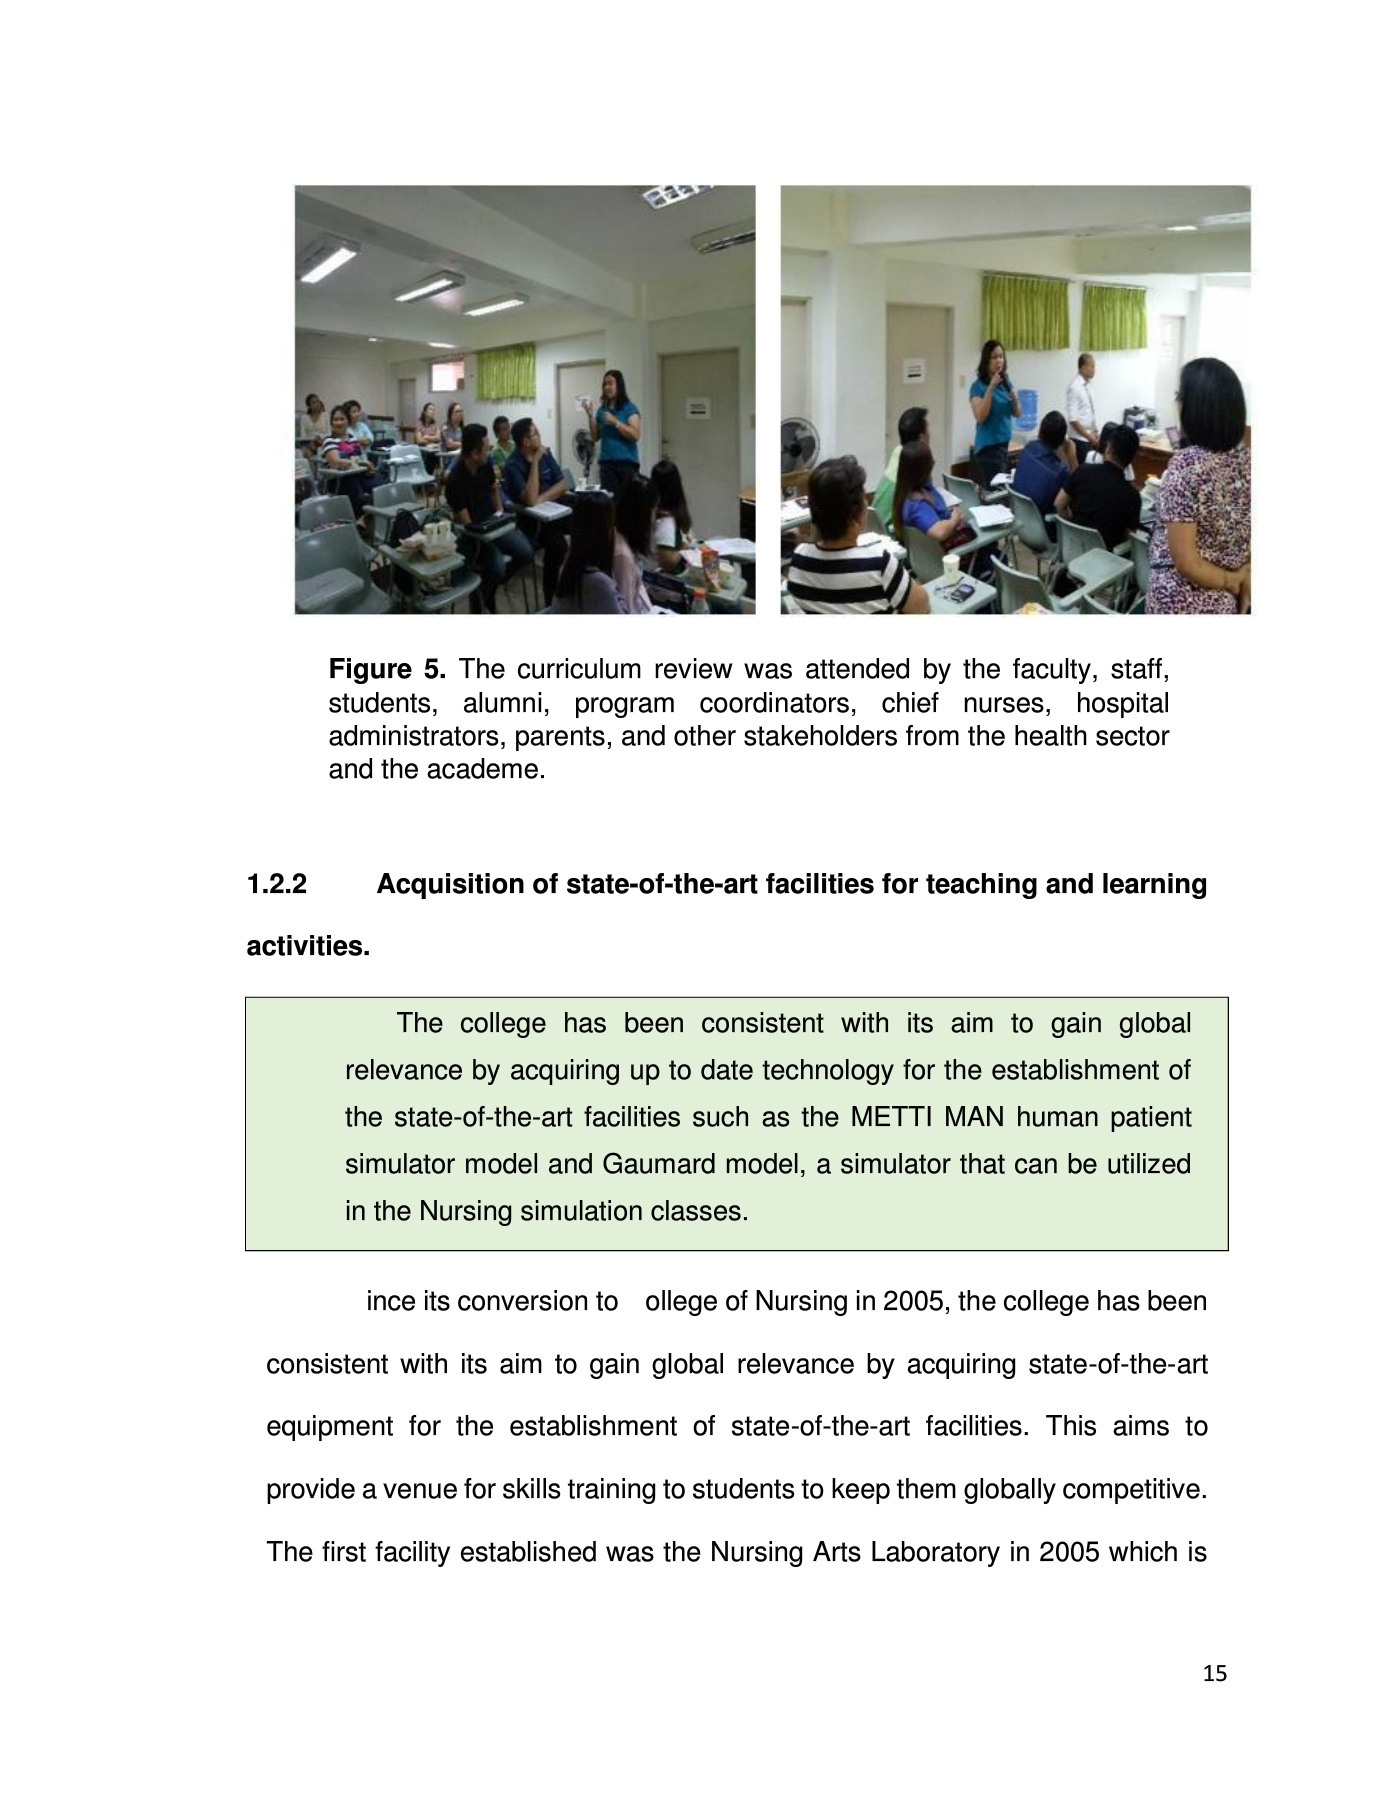 Figure 5. The curriculum review was attended by the faculty, staff,
students, alumni, program coordinators, chief nurses, hospital
administrators, parents, and other stakeholders from the health sector
and the academe.
1.2.2 Acquisition of state-of-the-art facilities for teaching and learning
activities.
The college has been consistent with its aim to gain global
relevance by acquiring up to date technology for the establishment of
the state-of-the-art facilities such as the METTI MAN human patient
simulator model and Gaumard model, a simulator that can be utilized
in the Nursing simulation classes.
ince its conversion to ollege of Nursing in 2005, the college has been
consistent with its aim to gain global relevance by acquiring state-of-the-art
equipment for the establishment of state-of-the-art facilities. This aims to
provide a venue for skills training to students to keep them globally competitive.
The first facility established was the Nursing Arts Laboratory in 2005 which is
15